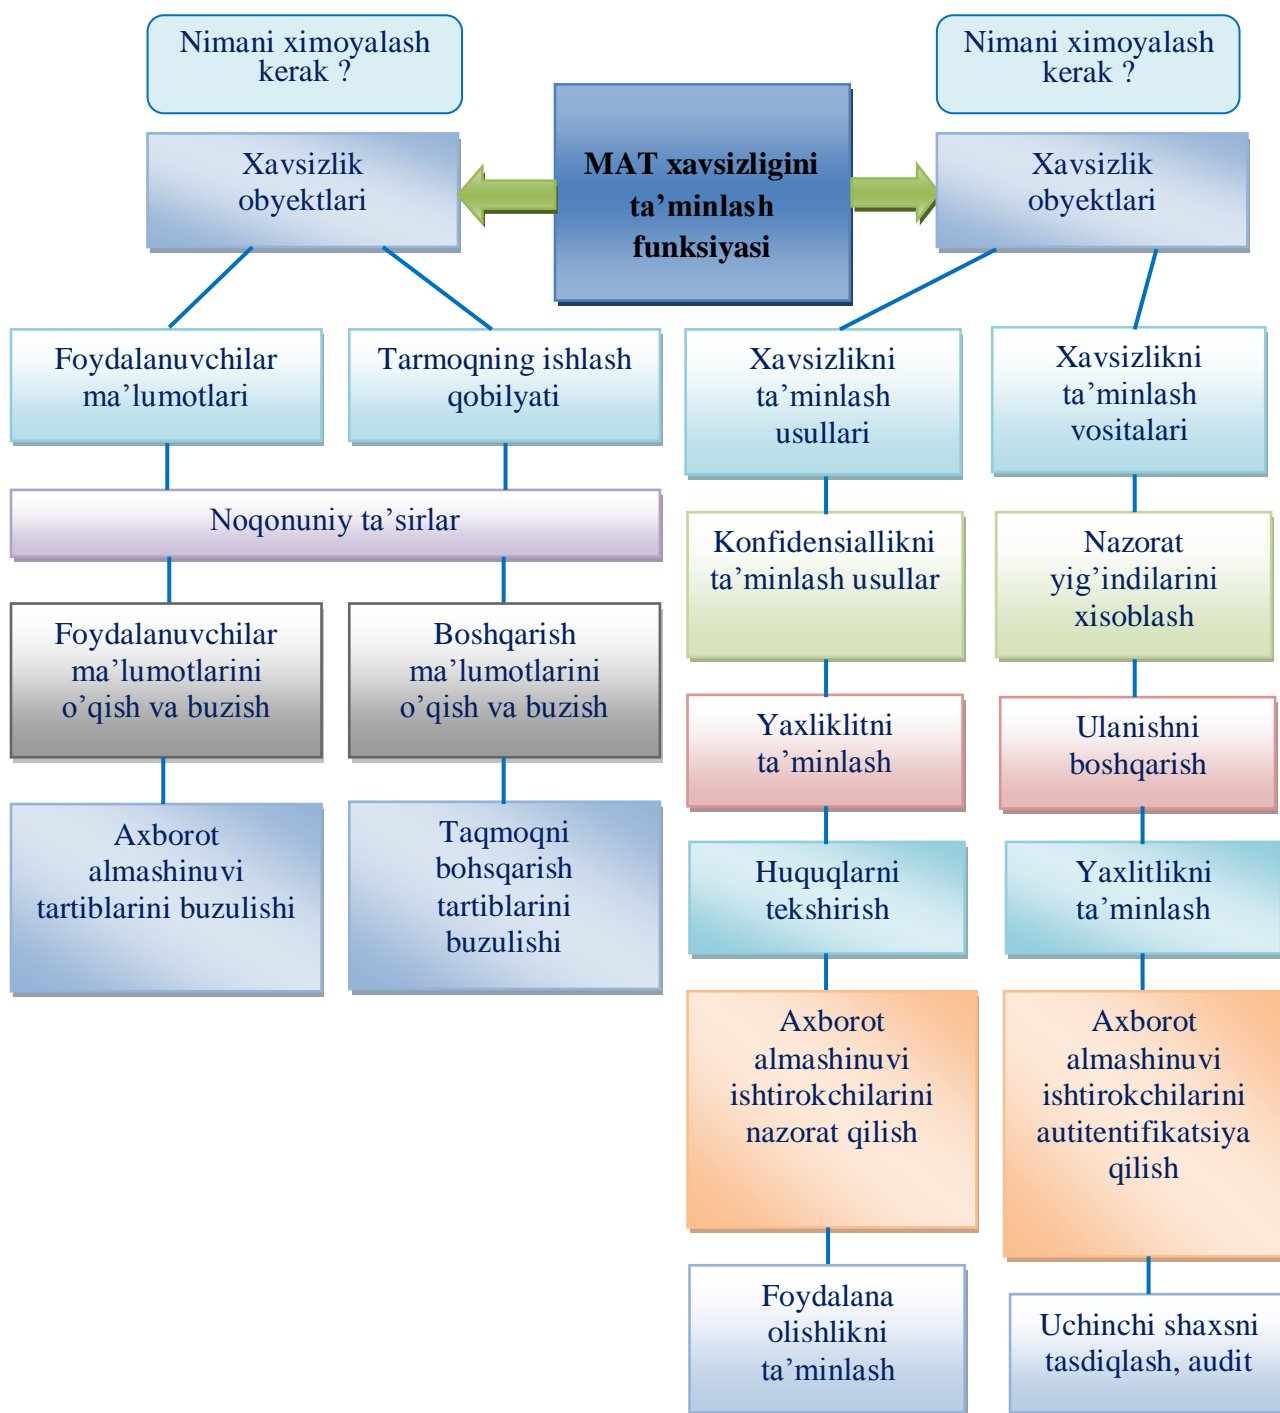 Nimani ximoyalash
kerak ?
Nimani ximoyalash
kerak ?
Xavsizlik
obyektlari
MAT xavsizligini
ta’minlash
funksiyasi
Xavsizlik
obyektlari
Foydalanuvchilar
ma’lumotlari
Tarmoqning ishlash
qobilyati
Xavsizlikni
ta’minlash
usullari
Xavsizlikni
ta’minlash
vositalari
Noqonuniy ta’sirlar
Konfidensiallikni
ta’minlash usullar
Nazorat
yig’indilarini
xisoblash
Foydalanuvchilar
ma’lumotlarini
o’qish va buzish
Boshqarish
ma’lumotlarini
o’qish va buzish
Yaxliklitni
ta’minlash
Ulanishni
boshqarish
Axborot
almashinuvi
tartiblarini buzulishi
Taqmoqni
bohsqarish
tartiblarini
buzulishi
Huquqlarni
tekshirish
Yaxlitlikni
ta’minlash
Axborot
almashinuvi
ishtirokchilarini
nazorat qilish
Axborot
almashinuvi
ishtirokchilarini
autitentifikatsiya
qilish
Foydalana
olishlikni
ta’minlash
Uchinchi shaxsni
tasdiqlash, audit